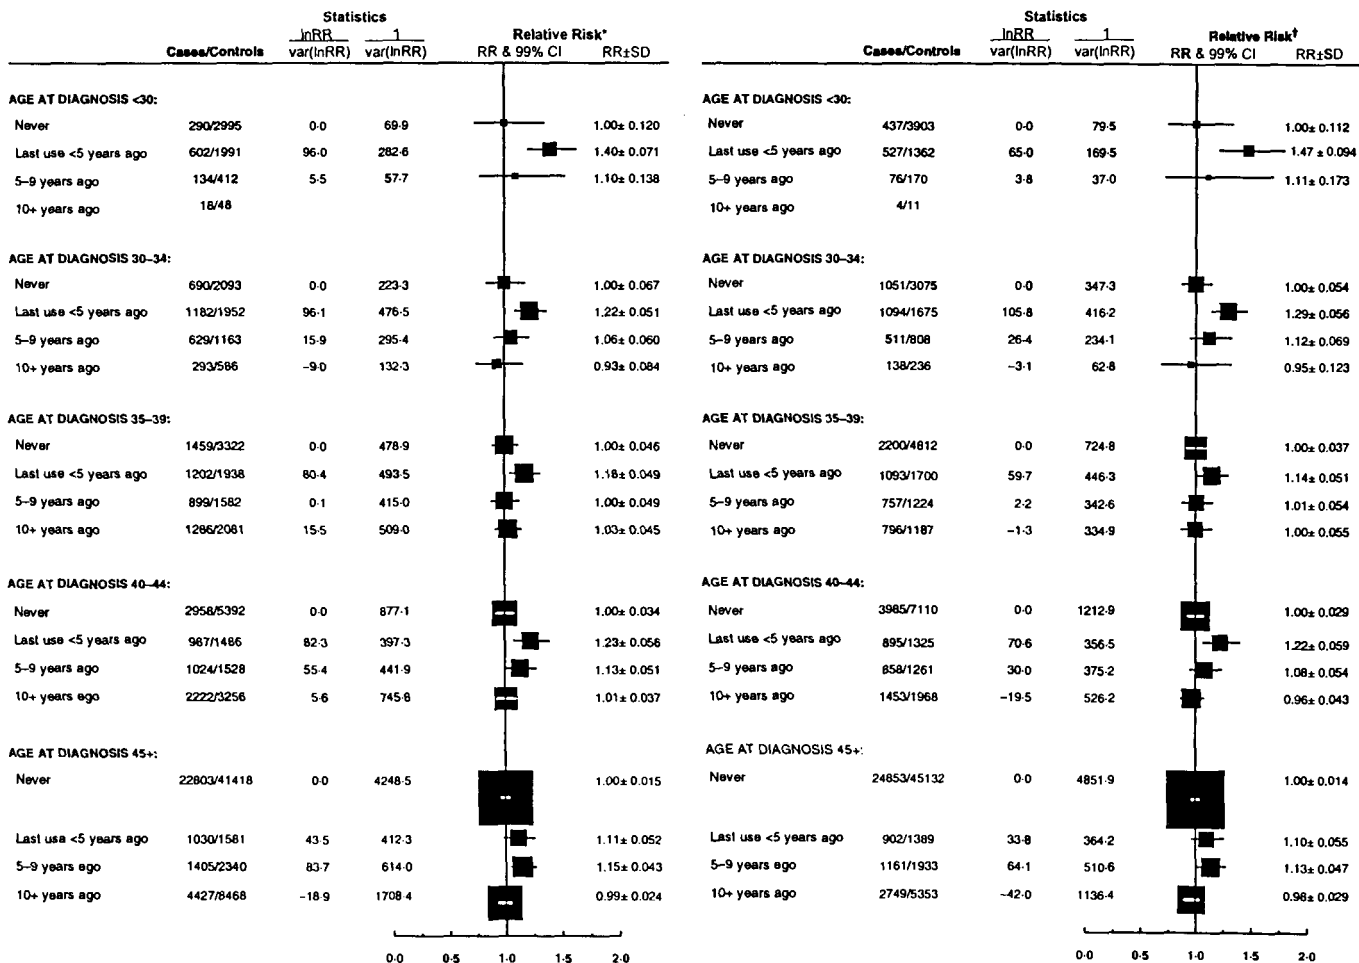 Statistics
lnRR 1 Relative Risk*
Cases/Controls var(lnRR) var(lnRR) RR & 99% CI RR±SD
AGE AT DIAGNOSIS <30:
Never 290/2995 0·0 69·9 1·00± 0·120
Last use <5 years ago 602/1991 96·0 282·6 1·40± 0·071
5–9 years ago 134/412 5·5 57·7 1·10± 0·138
10+ years ago 18/48
AGE AT DIAGNOSIS 30–34:
Never 690/2093 0·0 223·3 1·00± 0·067
Last use <5 years ago 1182/1952 96·1 476·5 1·22± 0·051
5–9 years ago 629/1163 15·9 295·4 1·06± 0·060
10+ years ago 293/586 −9·0 132·3 0·93± 0·084
AGE AT DIAGNOSIS 35–39:
Never 1459/3322 0·0 478·9 1·00± 0·046
Last use <5 years ago 1202/1938 80·4 493·5 1·18± 0·049
5–9 years ago 899/1582 0·1 415·0 1·00± 0·049
10+ years ago 1286/2081 15·5 509·0 1·03± 0·045
AGE AT DIAGNOSIS 40–44:
Never 2958/5392 0·0 877·1 1·00± 0·034
Last use <5 years ago 987/1486 82·3 397·3 1·23± 0·056
5–9 years ago 1024/1528 55·4 441·9 1·13± 0·051
10+ years ago 2222/3256 5·6 745·8 1·01± 0·037
AGE AT DIAGNOSIS 45+:
Never 22803/41418 0·0 4248·5 1·00± 0·015
Last use <5 years ago 1030/1581 43·5 412·3 1·11± 0·052
5–9 years ago 1405/2340 83·7 614·0 1·15± 0·043
10+ years ago 4427/8468 −18·9 1708·4 0·99± 0·024
0·0 0·5 1·0 1·5 2·0
Statistics
lnRR 1 Relative Risk†
Cases/Controls var(lnRR) var(lnRR) RR & 99% CI RR±SD
AGE AT DIAGNOSIS <30:
Never 437/3903 0·0 79·5 1·00± 0·112
Last use <5 years ago 527/1362 65·0 169·5 1·47 ± 0·094
5–9 years ago 76/170 3·8 37·0 1·11± 0·173
10+ years ago 4/11
AGE AT DIAGNOSIS 30–34:
Never 1051/3075 0·0 347·3 1·00± 0·054
Last use <5 years ago 1094/1675 105·8 416·2 1·29± 0·056
5–9 years ago 511/808 26·4 234·1 1·12± 0·069
10+ years ago 138/236 −3·1 62·8 0·95± 0·123
AGE AT DIAGNOSIS 35–39:
Never 2200/4812 0·0 724·8 1·00± 0·037
Last use <5 years ago 1093/1700 59·7 446·3 1·14± 0·051
5–9 years ago 757/1224 2·2 342·6 1·01± 0·054
10+ years ago 796/1187 −1·3 334·9 1·00± 0·055
AGE AT DIAGNOSIS 40–44:
Never 3985/7110 0·0 1212·9 1·00± 0·029
Last use <5 years ago 895/1325 70·6 356·5 1·22± 0·059
5–9 years ago 858/1261 30·0 375·2 1·08± 0·054
10+ years ago 1453/1968 −19·5 526·2 0·96± 0·043
AGE AT DIAGNOSIS 45+:
Never 24853/45132 0·0 4851·9 1·00± 0·014
Last use <5 years ago 902/1389 33·8 364·2 1·10± 0·055
5–9 years ago 1161/1933 64·1 510·6 1·13± 0·047
10+ years ago 2749/5353 −42·0 1136·4 0·96± 0·029
0·0 0·5 1·0 1·5 2·0